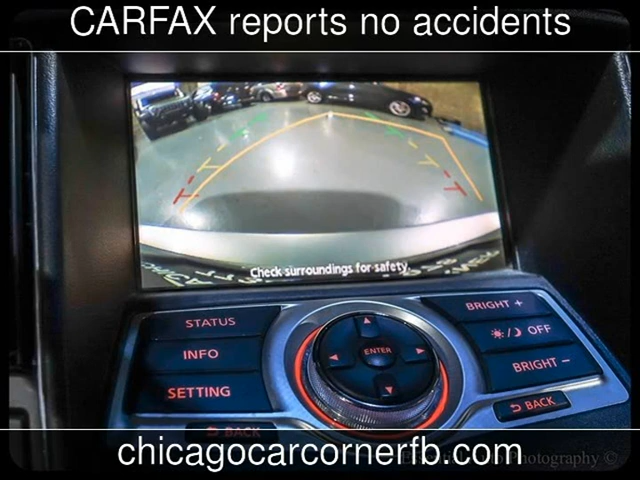 CARFAX reports no accidents
Check surroundings for safety
STATUS
INFO
SETTING
BACK
ENTER
BRIGHT +
/ OFF
BRIGHT −
BACK
chicagocarcornerfb.com
Photography ©